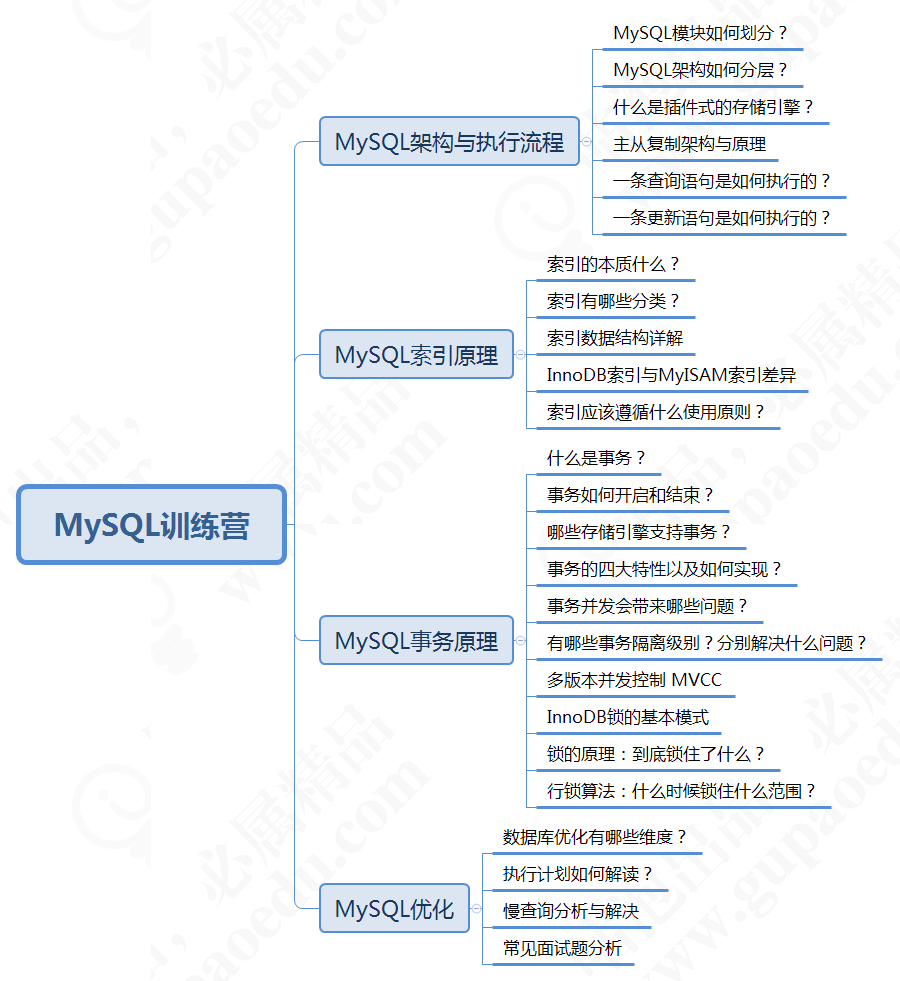 MySQL训练营
MySQL架构与执行流程
MySQL模块如何划分？
MySQL架构如何分层？
什么是插件式的存储引擎？
主从复制架构与原理
一条查询语句是如何执行的？
一条更新语句是如何执行的？
MySQL索引原理
索引的本质什么？
索引有哪些分类？
索引数据结构详解
InnoDB索引与MyISAM索引差异
索引应该遵循什么使用原则？
MySQL事务原理
什么是事务？
事务如何开启和结束？
哪些存储引擎支持事务？
事务的四大特性以及如何实现？
事务并发会带来哪些问题？
有哪些事务隔离级别？分别解决什么问题？
多版本并发控制 MVCC
InnoDB锁的基本模式
锁的原理：到底锁住了什么？
行锁算法：什么时候锁住什么范围？
MySQL优化
数据库优化有哪些维度？
执行计划如何解读？
慢查询分析与解决
常见面试题分析